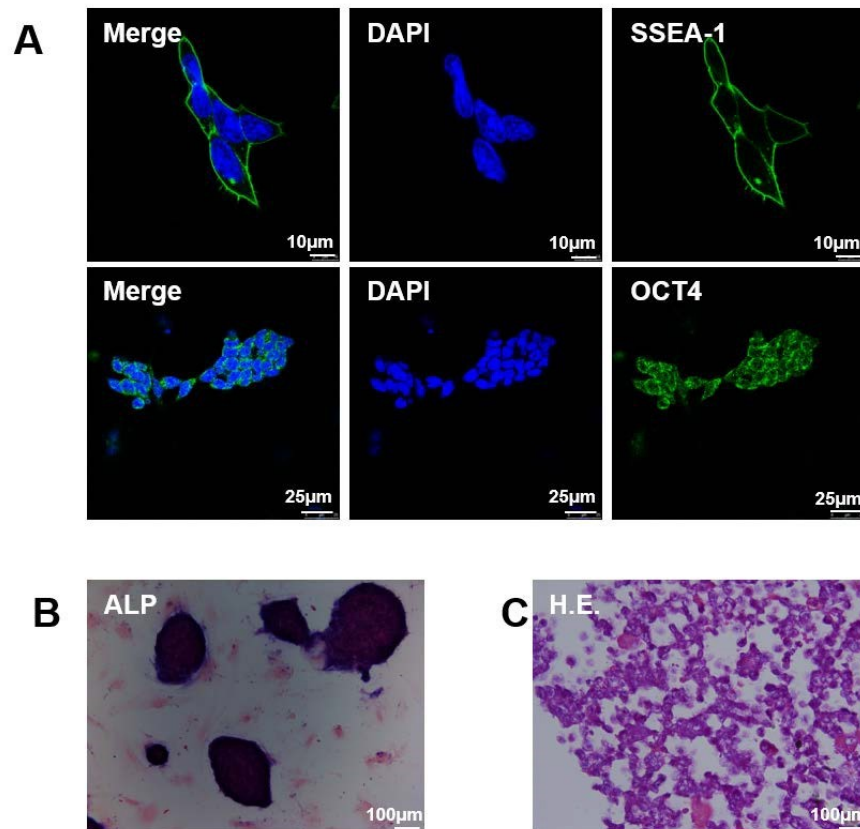 A
Merge
DAPI
SSEA-1
10μm
10μm
10μm
Merge
DAPI
OCT4
25μm
25μm
25μm
B
ALP
C
H.E.
100μm
100μm